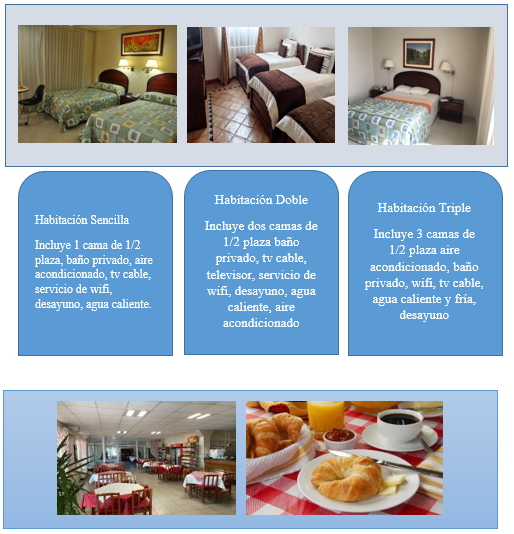 Habitación Sencilla
Incluye 1 cama de 1/2
plaza, baño privado, aire
acondicionado, tv cable,
servicio de wifi,
desayuno, agua caliente.
Habitación Doble
Incluye dos camas de
1/2 plaza baño
privado, tv cable,
televisor, servicio de
wifi, desayuno, agua
caliente, aire
acondicionado
Habitación Triple
Incluye 3 camas de
1/2 plaza aire
acondicionado, baño
privado, wifi, tv cable,
agua caliente y fría,
desayuno